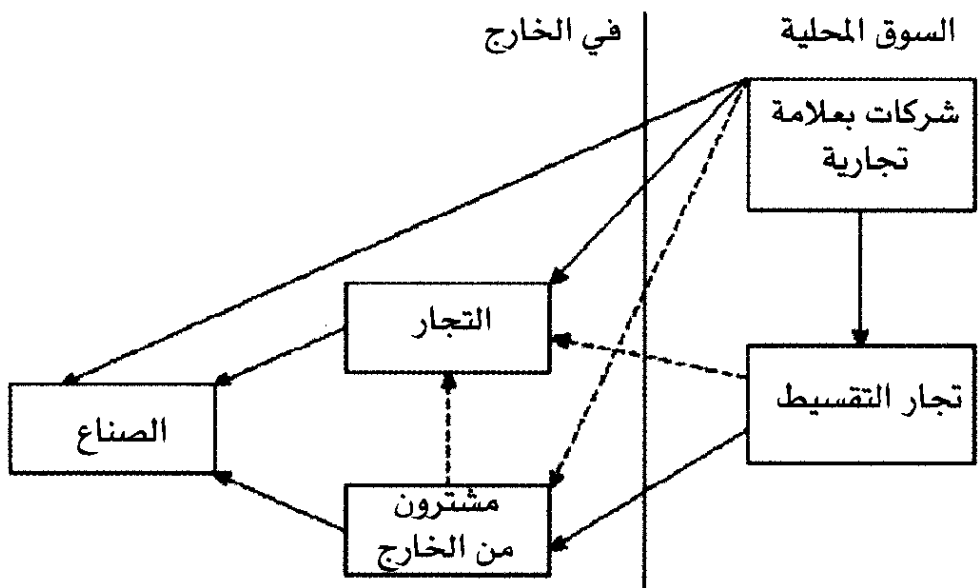 السوق المحلية
في الخارج
شركات بعلامة
تجارية
التجار
تجار التقسيط
الصناع
مشترون
من الخارج